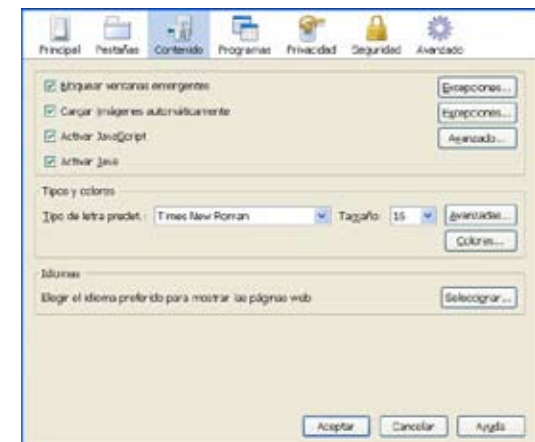 Principal Pestañas Contenido Programas Privacidad Seguridad Avanzado
Bloquear ventanas emergentes Excepciones...
Cargar imágenes automáticamente Excepciones...
Activar JavaScript Avanzado...
Activar Java
Tipos y colores
Tipo de letra predet.: Times New Roman Tamaño: 16 Avanzadas...
Colores...
Idiomas
Elegir el idioma preferido para mostrar las páginas web Seleccionar...
Aceptar Cancelar Ayuda